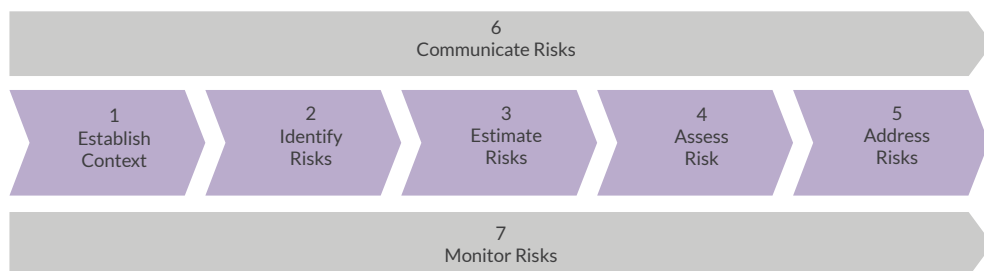 6
Communicate Risks
1
Establish
Context
2
Identify
Risks
3
Estimate
Risks
4
Assess
Risk
5
Address
Risks
7
Monitor Risks